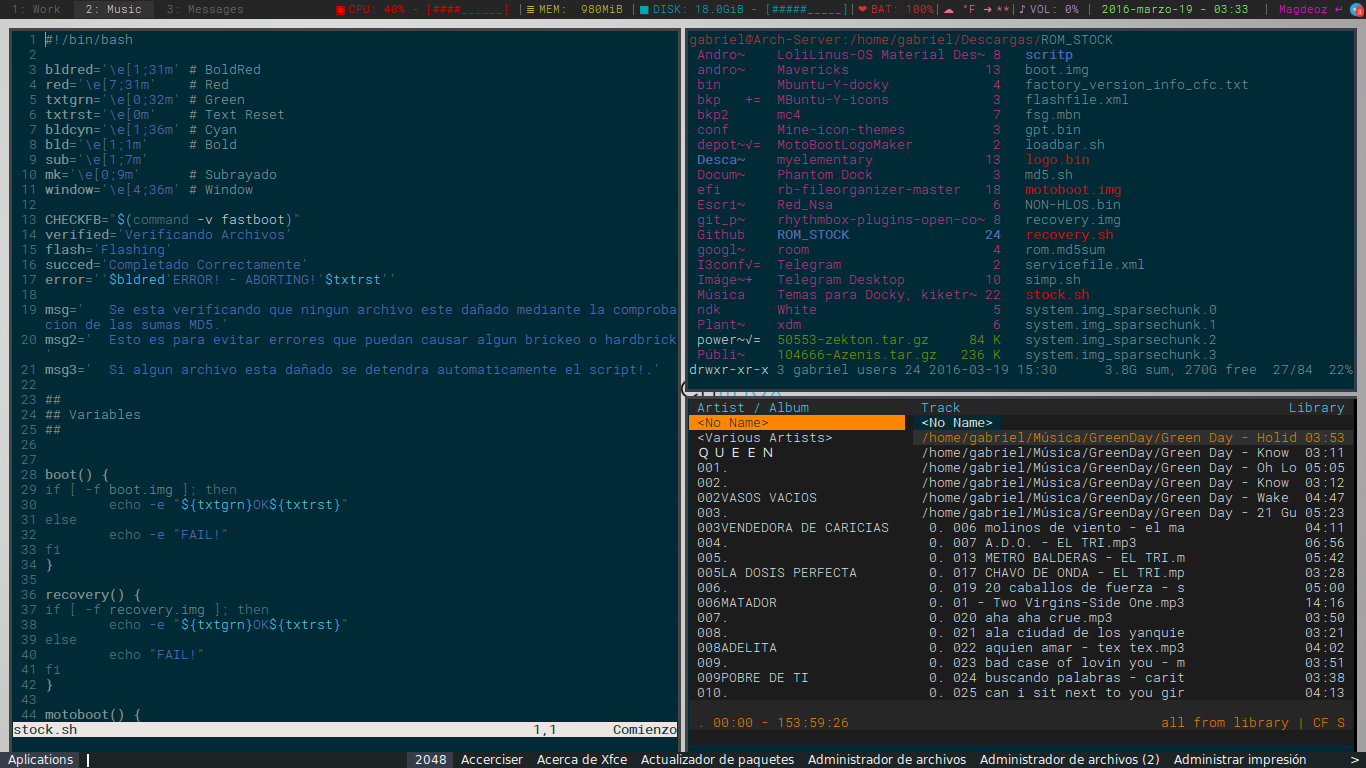 1: Work 2: Music 3: Messages CPU: 40% - [####______] | MEM: 980MiB | DISK: 18.0GiB - [#####_____] | BAT: 100% | °F ➔ ** | VOL: 0% | 2016-marzo-19 - 03:33 | Magdeoz ↵
1 #!/bin/bash
2
3 bldred='\e[1;31m' # BoldRed
4 red='\e[7;31m' # Red
5 txtgrn='\e[0;32m' # Green
6 txtrst='\e[0m' # Text Reset
7 bldcyn='\e[1;36m' # Cyan
8 bld='\e[1;1m' # Bold
9 sub='\e[1;7m'
10 mk='\e[0;9m' # Subrayado
11 window='\e[4;36m' # Window
12
13 CHECKFB="$(command -v fastboot)"
14 verified='Verificando Archivos'
15 flash='Flashing'
16 succed='Completado Correctamente'
17 error=''$bldred'ERROR! - ABORTING!'$txtrst''
18
19 msg=' Se esta verificando que ningun archivo este dañado mediante la comproba
cion de las sumas MD5.'
20 msg2=' Esto es para evitar errores que puedan causar algun brickeo o hardbrick
'
21 msg3=' Si algun archivo esta dañado se detendra automaticamente el script!.'
22
23 ##
24 ## Variables
25 ##
26
27
28 boot() {
29 if [ -f boot.img ]; then
30 echo -e "${txtgrn}OK${txtrst}"
31 else
32 echo -e "FAIL!"
33 fi
34 }
35
36 recovery() {
37 if [ -f recovery.img ]; then
38 echo -e "${txtgrn}OK${txtrst}"
39 else
40 echo "FAIL!"
41 fi
42 }
43
44 motoboot() {
stock.sh 1,1 Comienzo
gabriel@Arch-Server:/home/gabriel/Descargas/ROM_STOCK
Andro~ LoliLinus-OS Material Des~ 8 scritp
andro~ Mavericks 13 boot.img
bin Mbuntu-Y-docky 4 factory_version_info_cfc.txt
bkp += MBuntu-Y-icons 3 flashfile.xml
bkp2 mc4 7 fsg.mbn
conf Mine-icon-themes 3 gpt.bin
depot~√= MotoBootLogoMaker 2 loadbar.sh
Desca~ myelementary 13 logo.bin
Docum~ Phantom Dock 3 md5.sh
efi rb-fileorganizer-master 18 motoboot.img
Escri~ Red_Nsa 6 NON-HLOS.bin
git_p~ rhythmbox-plugins-open-co~ 8 recovery.img
Github ROM_STOCK 24 recovery.sh
googl~ room 4 rom.md5sum
I3conf√= Telegram 2 servicefile.xml
Imáge~+ Telegram Desktop 10 simp.sh
Música Temas para Docky, kiketr~ 22 stock.sh
ndk White 5 system.img_sparsechunk.0
Plant~ xdm 6 system.img_sparsechunk.1
power~√= 50553-zekton.tar.gz 84 K system.img_sparsechunk.2
Públi~ 104666-Azenis.tar.gz 236 K system.img_sparsechunk.3
drwxr-xr-x 3 gabriel users 24 2016-03-19 15:30 3.8G sum, 270G free 27/84 22%
Artist / Album Track Library
<No Name> <No Name>
<Various Artists> /home/gabriel/Música/GreenDay/Green Day - Holid 03:53
Q U E E N /home/gabriel/Música/GreenDay/Green Day - Know 03:11
001. /home/gabriel/Música/GreenDay/Green Day - Oh Lo 05:05
002. /home/gabriel/Música/GreenDay/Green Day - Know 03:12
002VASOS VACIOS /home/gabriel/Música/GreenDay/Green Day - Wake 04:47
003. /home/gabriel/Música/GreenDay/Green Day - 21 Gu 05:23
003VENDEDORA DE CARICIAS 0. 006 molinos de viento - el ma 04:11
004. 0. 007 A.D.O. - EL TRI.mp3 06:56
005. 0. 013 METRO BALDERAS - EL TRI.m 05:42
005LA DOSIS PERFECTA 0. 017 CHAVO DE ONDA - EL TRI.mp 03:28
006. 0. 019 20 caballos de fuerza - s 05:00
006MATADOR 0. 01 - Two Virgins-Side One.mp3 14:16
007. 0. 020 aha aha crue.mp3 03:50
008. 0. 021 ala ciudad de los yanquie 03:21
008ADELITA 0. 022 aquien amar - tex tex.mp3 04:02
009. 0. 023 bad case of lovin you - m 03:51
009POBRE DE TI 0. 024 buscando palabras - carit 03:38
010. 0. 025 can i sit next to you gir 04:13
. 00:00 - 153:59:26 all from library | CF S
Aplications 2048 Accerciser Acerca de Xfce Actualizador de paquetes Administrador de archivos Administrador de archivos (2) Administrar impresión >